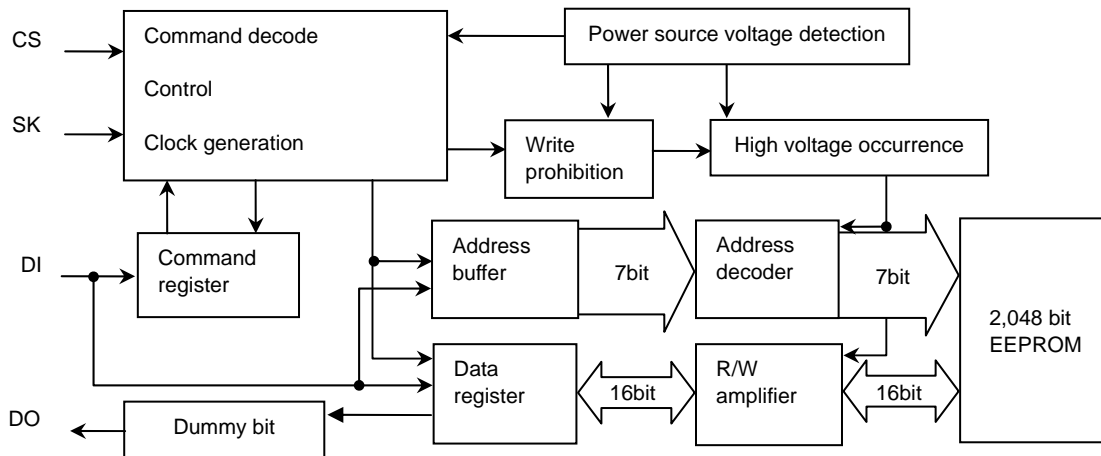 CS
Command decode
Power source voltage detection
Control
SK
Clock generation
Write
prohibition
High voltage occurrence
DI
Command
register
Address
buffer
7bit
Address
decoder
7bit
2,048 bit
EEPROM
Data
register
16bit
R/W
amplifier
16bit
DO
Dummy bit